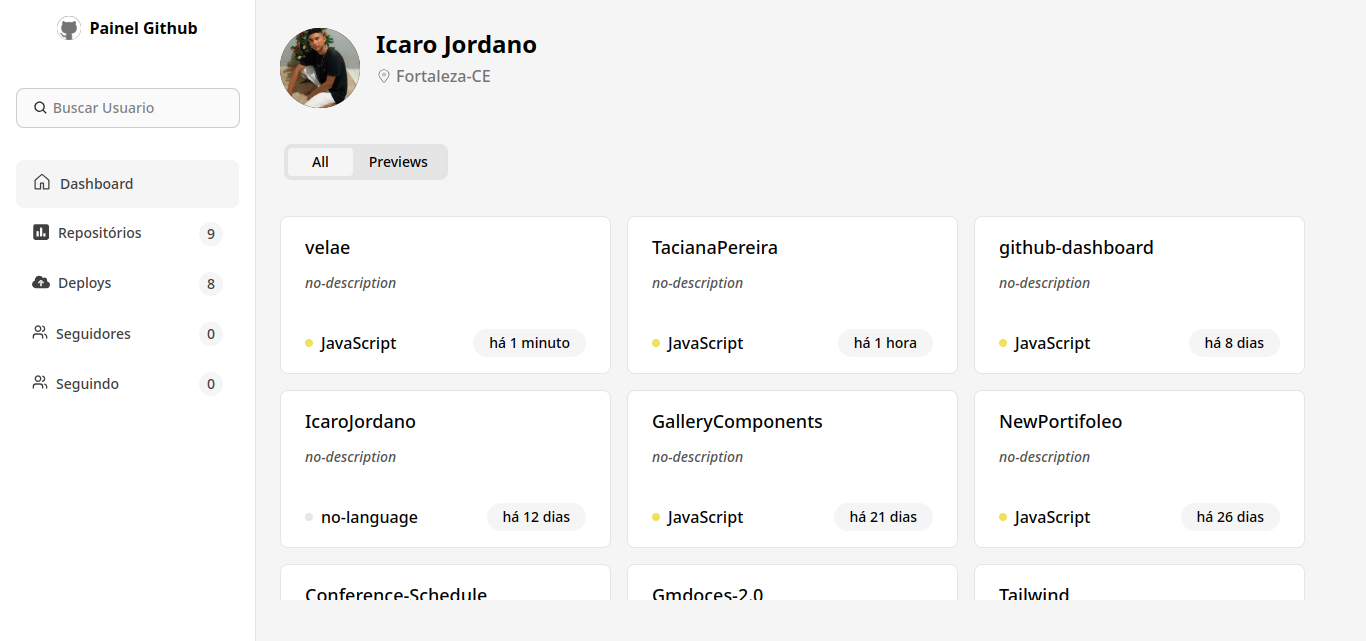 Painel Github
Buscar Usuario
Dashboard
Repositórios 9
Deploys 8
Seguidores 0
Seguindo 0
Icaro Jordano
Fortaleza-CE
All Previews
velae
no-description
JavaScript há 1 minuto
TacianaPereira
no-description
JavaScript há 1 hora
github-dashboard
no-description
JavaScript há 8 dias
IcaroJordano
no-description
no-language há 12 dias
GalleryComponents
no-description
JavaScript há 21 dias
NewPortifoleo
no-description
JavaScript há 26 dias
Conference-Schedule
Gmdoces-2.0
Tailwind